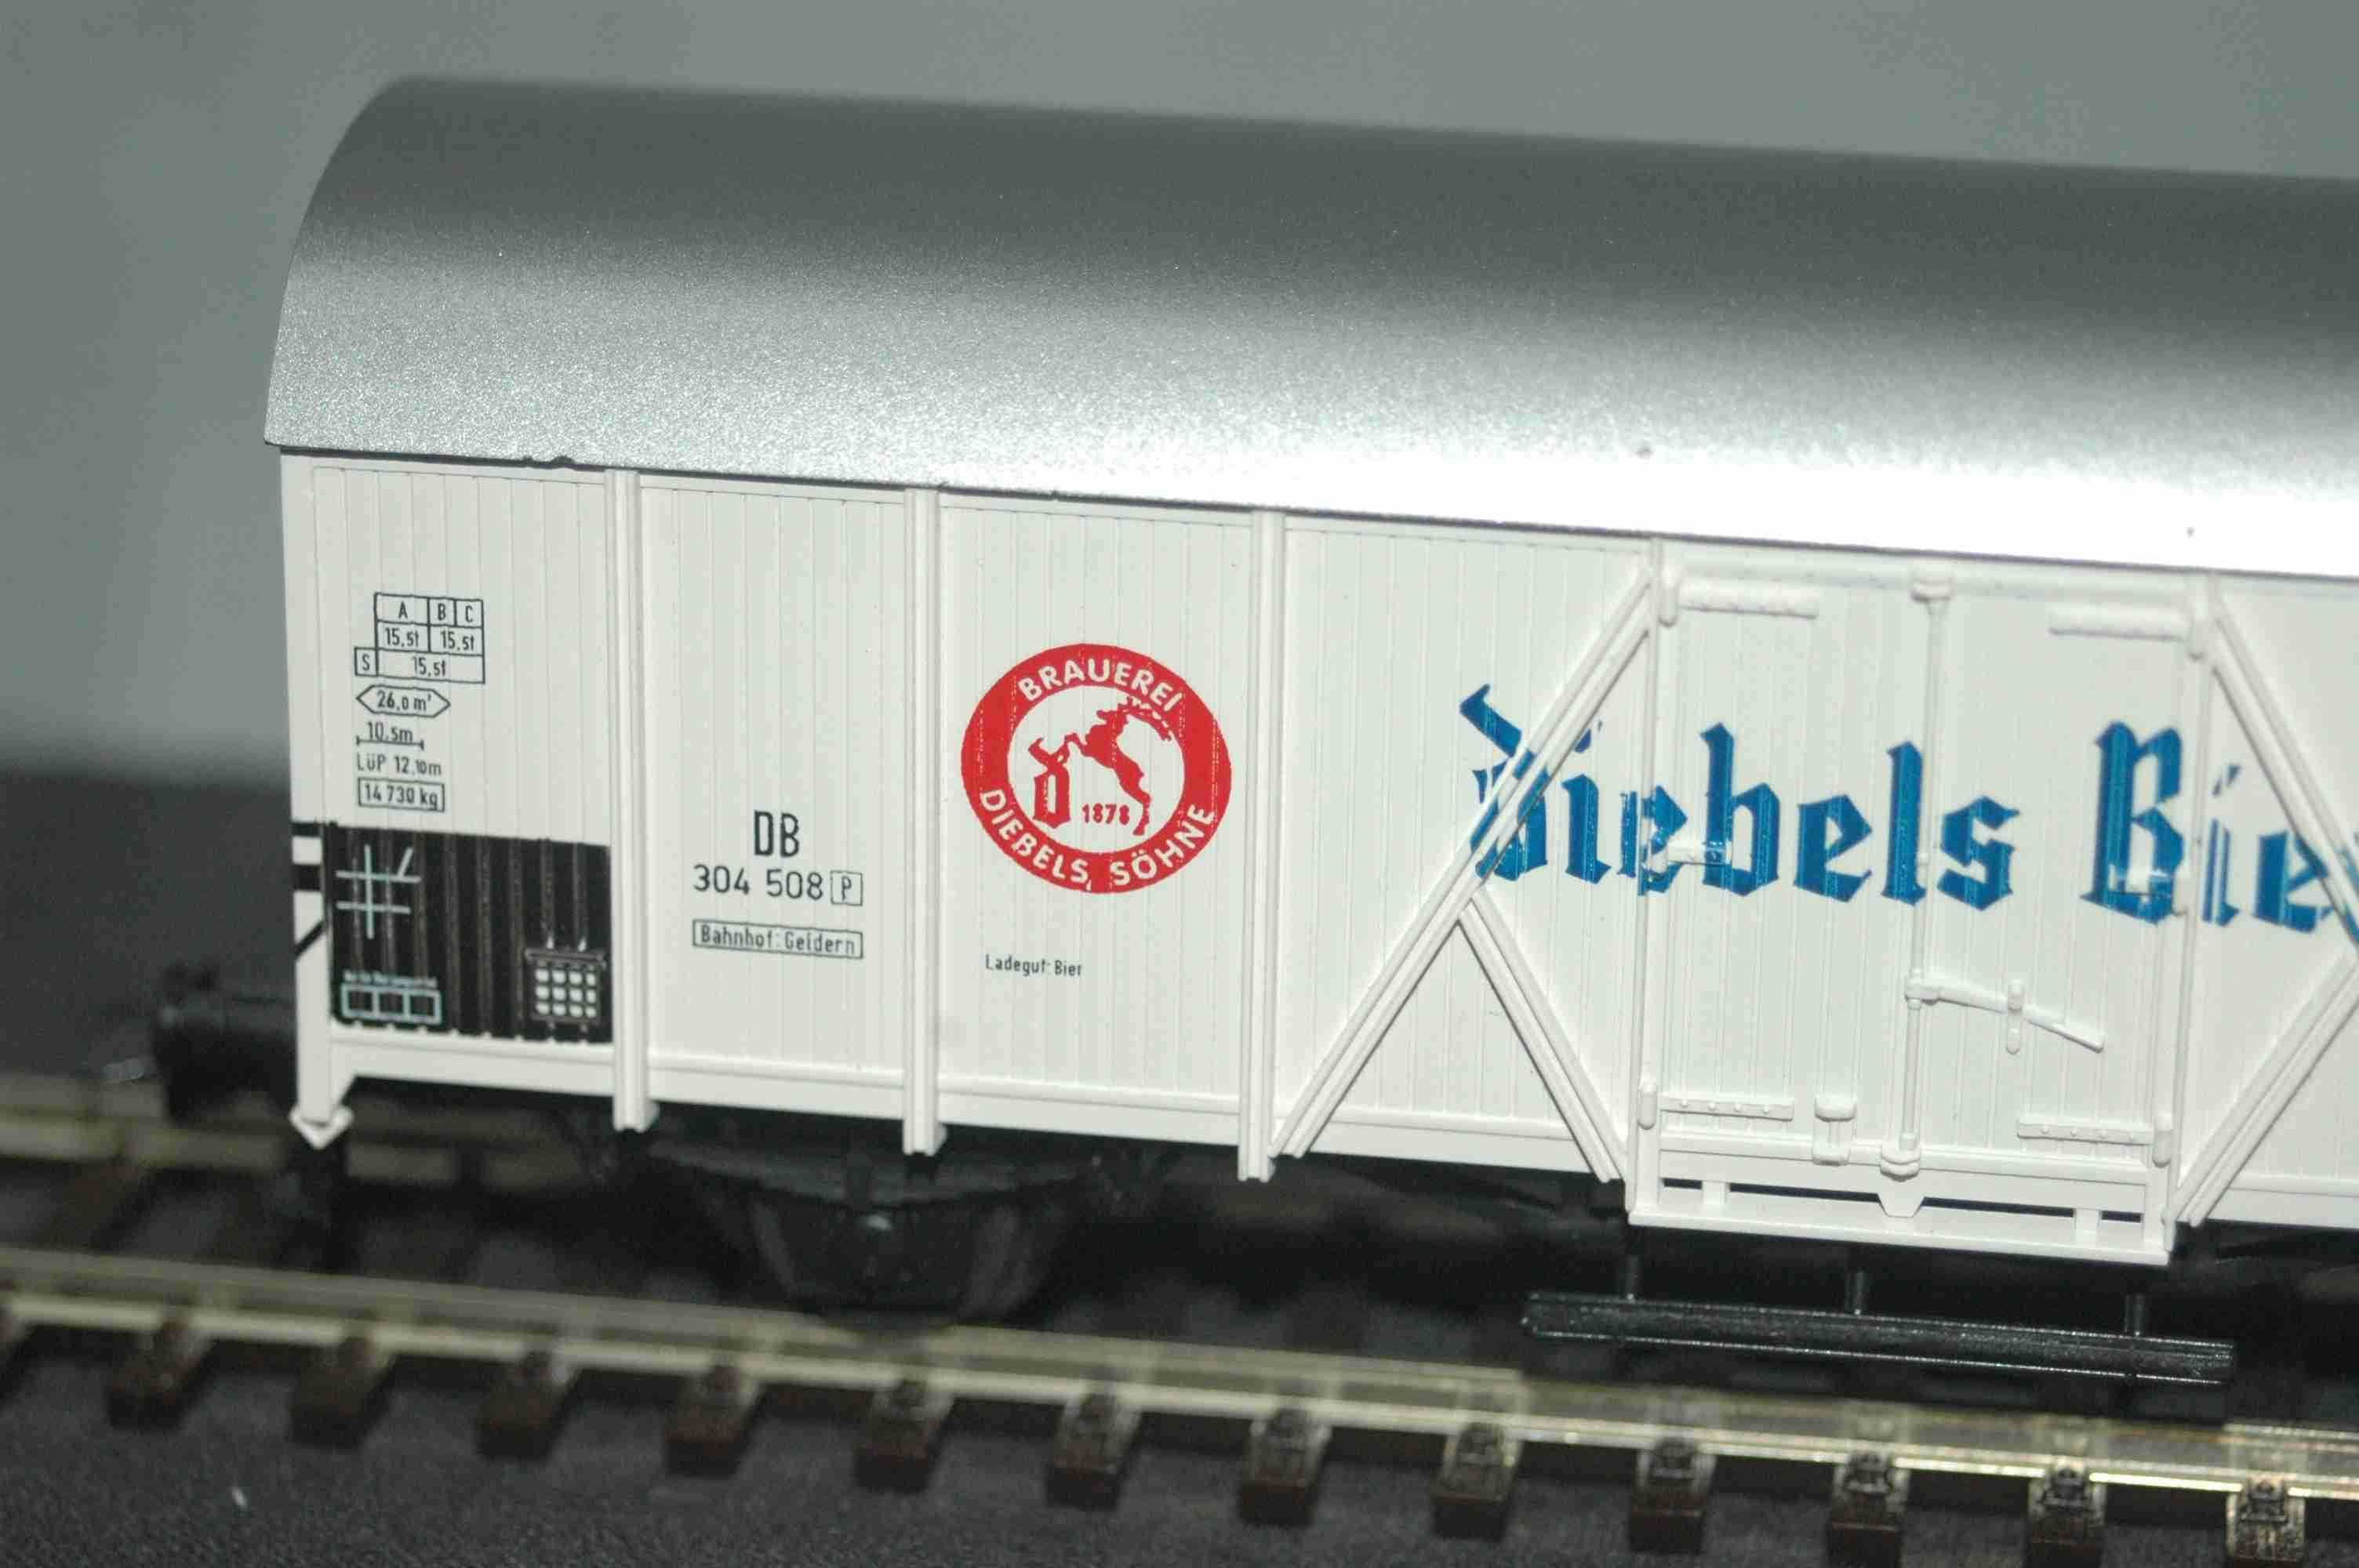 A B C
15,5t 15,5t
S 15,5t
26,0 m³
10,5m
LüP 12,10m
14 730 kg
DB
304 508 P
Bahnhof: Geldern
BRAUEREI
D
1878
DIEBELS SÖHNE
Ladegut: Bier
Diebels Bie